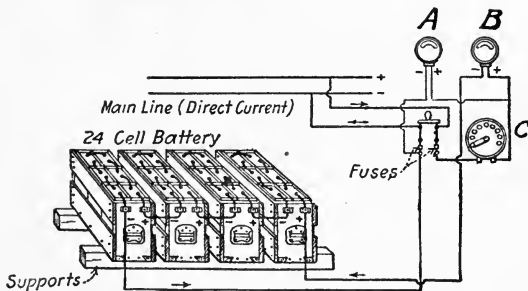 A B
- + - +
+
-
Main Line (Direct Current)
C
24 Cell Battery
Fuses
- + - + - + - +
Supports